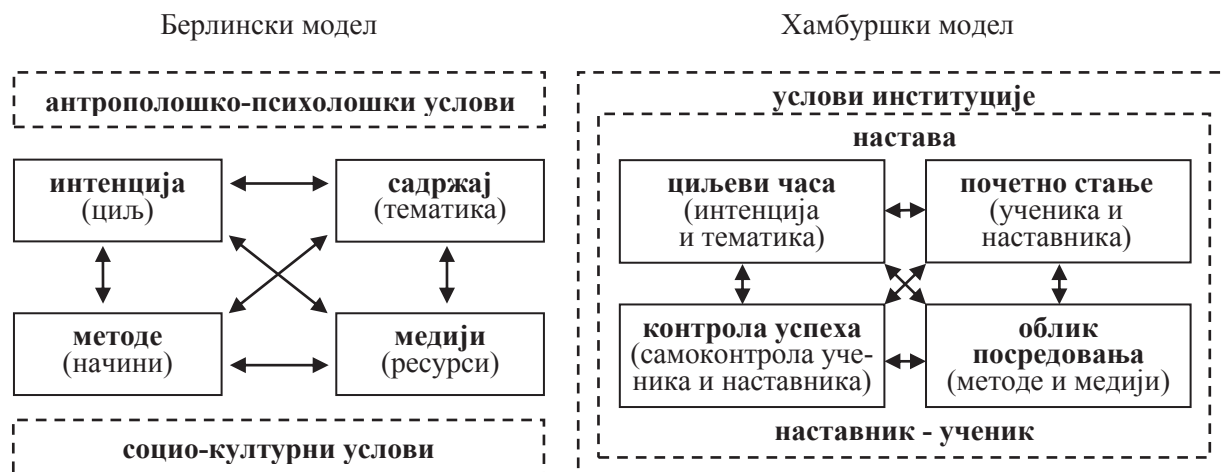 Берлински модел
антрополошко-психолошки услови
интенција
(циљ)
садржај
(тематика)
методе
(начини)
медији
(ресурси)
социо-културни услови
Хамбуршки модел
услови институције
настава
циљеви часа
(интенција
и тематика)
почетно стање
(ученика и
наставника)
контрола успеха
(самоконтрола уче-
ника и наставника)
облик
посредовања
(методе и медији)
наставник - ученик